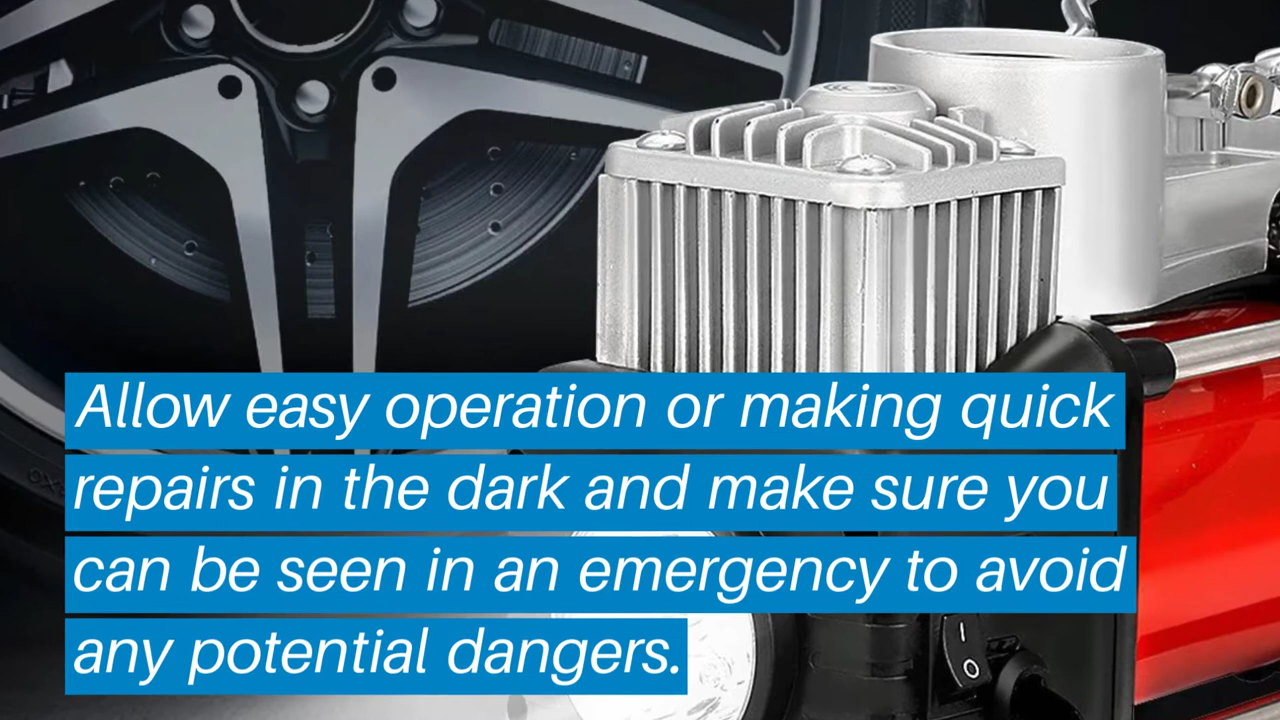 Allow easy operation or making quick
repairs in the dark and make sure you
can be seen in an emergency to avoid
any potential dangers.